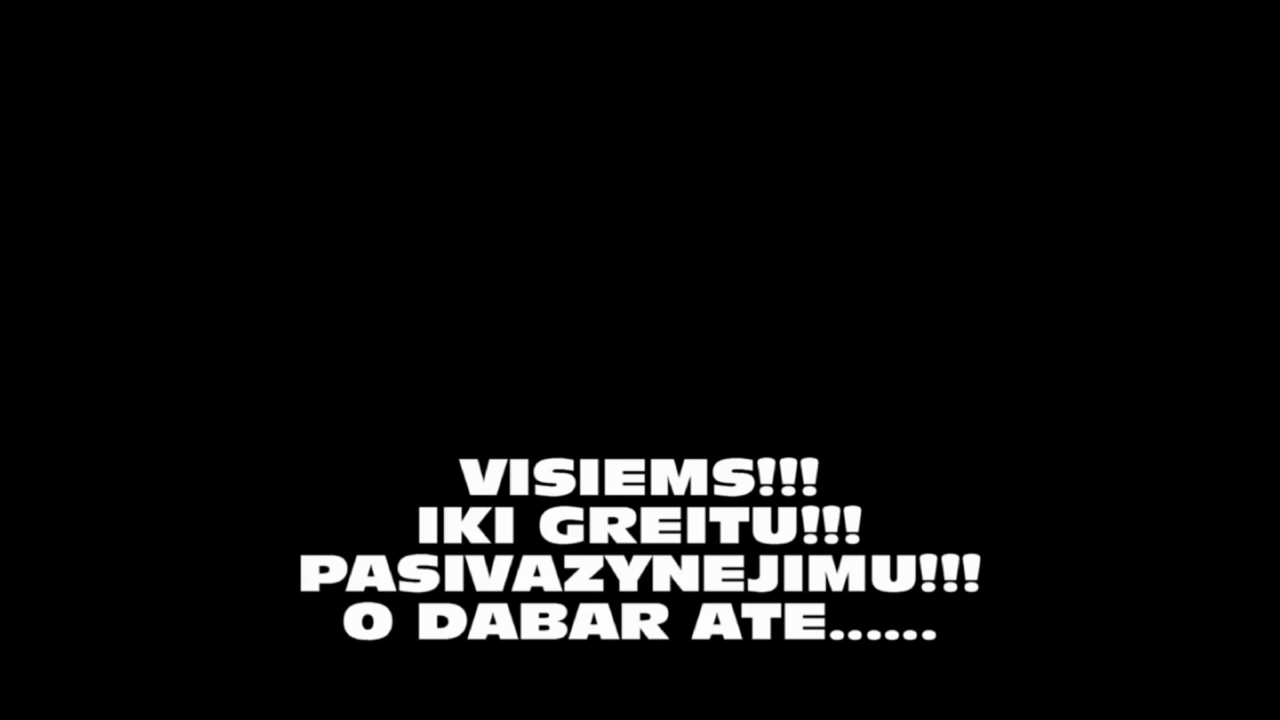 VISIEMS!!!
IKI GREITU!!!
PASIVAZYNEJIMU!!!
O DABAR ATE......